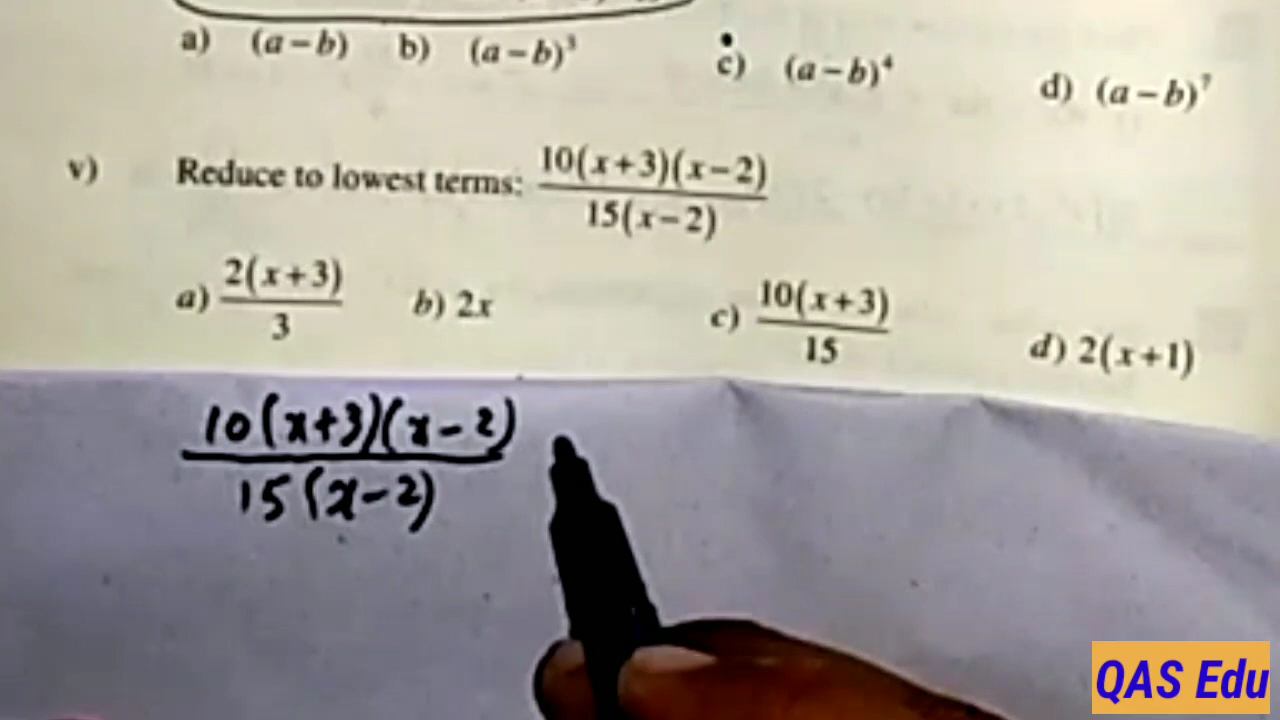 a) (a−b) b) (a−b)³ c) (a−b)⁴ d) (a−b)⁷
v) Reduce to lowest terms: 10(x+3)(x−2) / 15(x−2)
a) 2(x+3) / 3 b) 2x c) 10(x+3) / 15 d) 2(x+1)
10(x+3)(x−2)
15(x−2)
QAS Edu